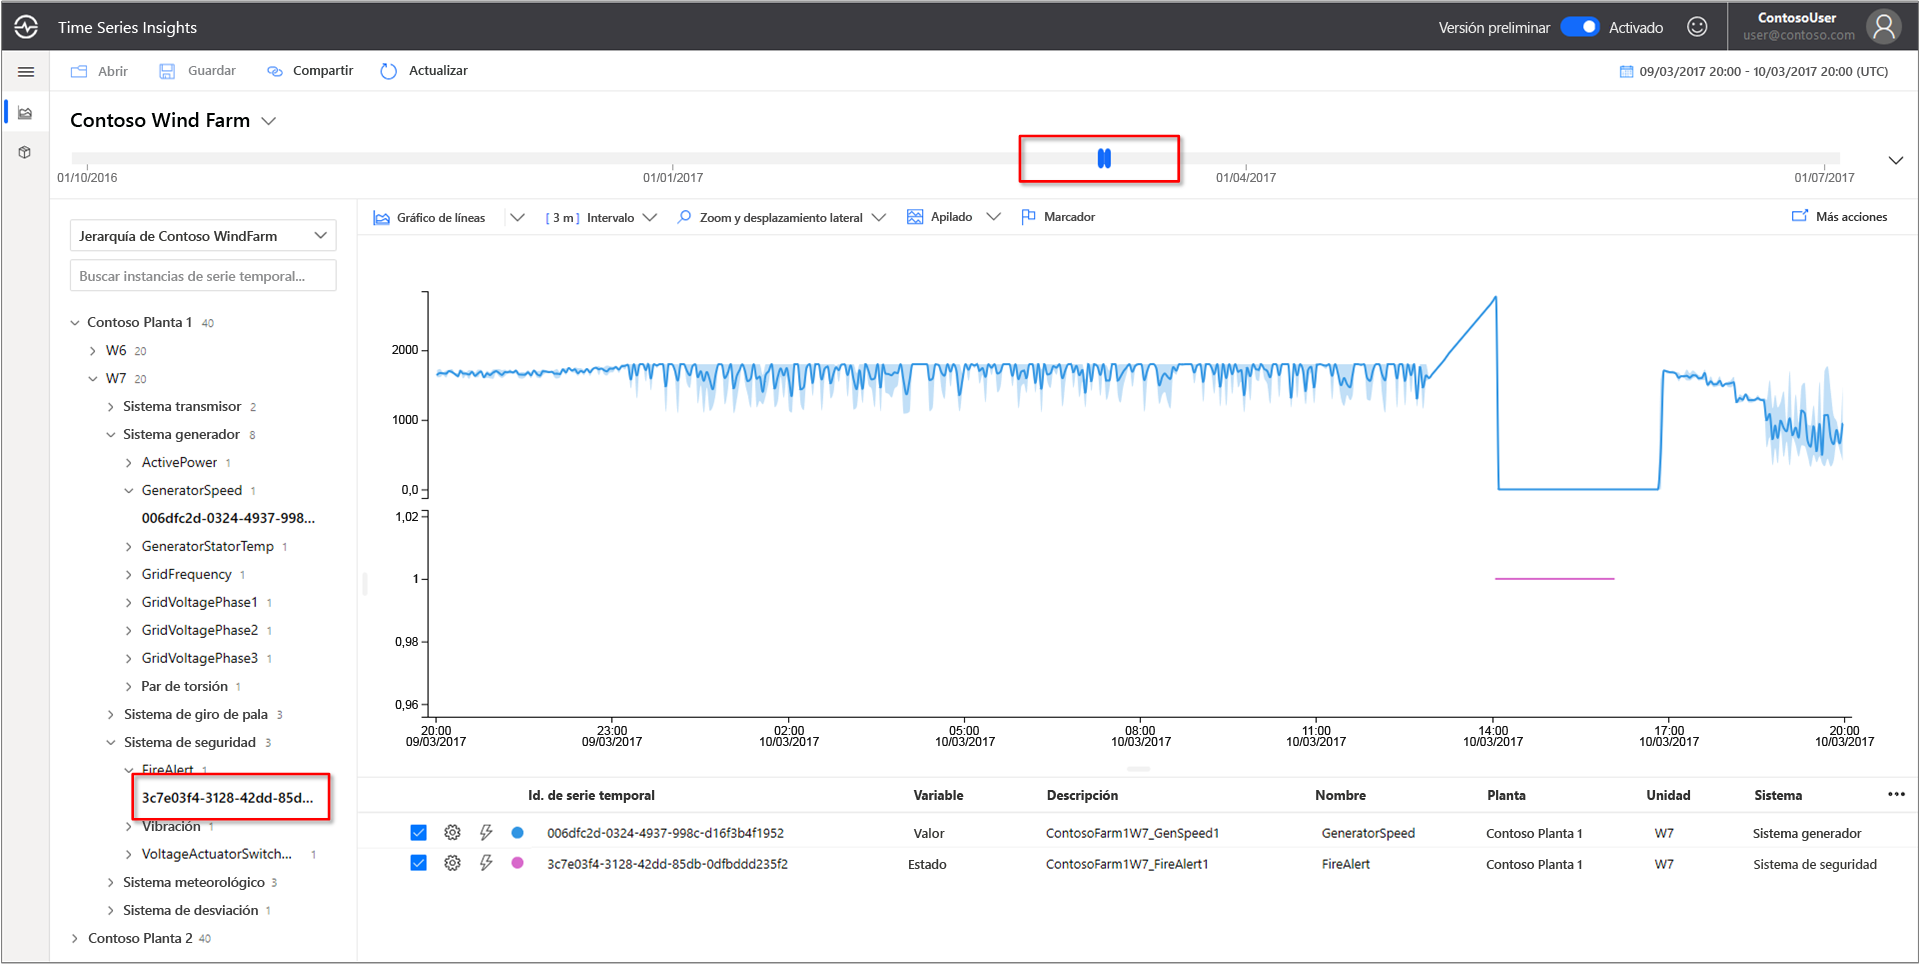 Time Series Insights
Versión preliminar Activado
ContosoUser
user@contoso.com
Abrir Guardar Compartir Actualizar
09/03/2017 20:00 - 10/03/2017 20:00 (UTC)
Contoso Wind Farm
01/10/2016 01/01/2017 01/04/2017 01/07/2017
Jerarquía de Contoso WindFarm
Buscar instancias de serie temporal...
Contoso Planta 1 40
W6 20
W7 20
Sistema transmisor 2
Sistema generador 8
ActivePower 1
GeneratorSpeed 1
006dfc2d-0324-4937-998...
GeneratorStatorTemp 1
GridFrequency 1
GridVoltagePhase1 1
GridVoltagePhase2 1
GridVoltagePhase3 1
Par de torsión 1
Sistema de giro de pala 3
Sistema de seguridad 3
FireAlert 1
3c7e03f4-3128-42dd-85d...
Vibración 1
VoltageActuatorSwitch... 1
Sistema meteorológico 3
Sistema de desviación 1
Contoso Planta 2 40
Gráfico de líneas [ 3 m ] Intervalo Zoom y desplazamiento lateral Apilado Marcador Más acciones
2000
1000
0,0
1,02
1
0,98
0,96
20:00 23:00 02:00 05:00 08:00 11:00 14:00 17:00 20:00
09/03/2017 09/03/2017 10/03/2017 10/03/2017 10/03/2017 10/03/2017 10/03/2017 10/03/2017 10/03/2017
Id. de serie temporal Variable Descripción Nombre Planta Unidad Sistema
006dfc2d-0324-4937-998c-d16f3b4f1952 Valor ContosoFarm1W7_GenSpeed1 GeneratorSpeed Contoso Planta 1 W7 Sistema generador
3c7e03f4-3128-42dd-85db-0dfbddd235f2 Estado ContosoFarm1W7_FireAlert1 FireAlert Contoso Planta 1 W7 Sistema de seguridad